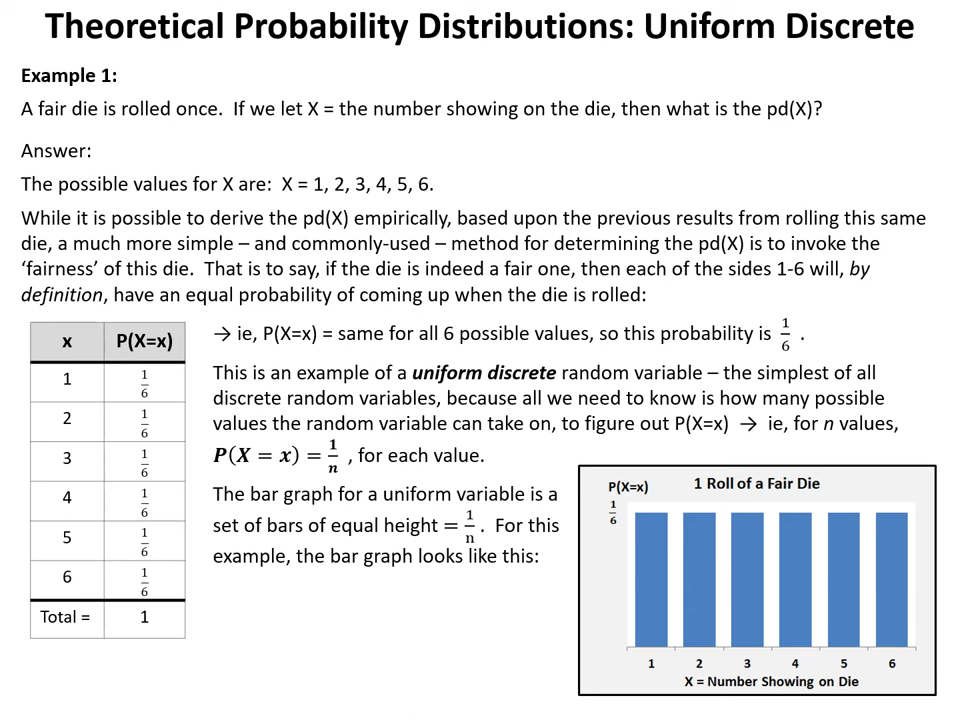 Theoretical Probability Distributions: Uniform Discrete
Example 1:
A fair die is rolled once.  If we let X = the number showing on the die, then what is the pd(X)?
Answer:
The possible values for X are:  X = 1, 2, 3, 4, 5, 6.
While it is possible to derive the pd(X) empirically, based upon the previous results from rolling this same
die, a much more simple – and commonly-used – method for determining the pd(X) is to invoke the
‘fairness’ of this die.  That is to say, if the die is indeed a fair one, then each of the sides 1-6 will, by
definition, have an equal probability of coming up when the die is rolled:
x P(X=x)
1 1/6
2 1/6
3 1/6
4 1/6
5 1/6
6 1/6
Total = 1
→ ie, P(X=x) = same for all 6 possible values, so this probability is 1/6 .
This is an example of a uniform discrete random variable – the simplest of all
discrete random variables, because all we need to know is how many possible
values the random variable can take on, to figure out P(X=x) → ie, for n values,
P(X = x) = 1/n , for each value.
The bar graph for a uniform variable is a
set of bars of equal height = 1/n .  For this
example, the bar graph looks like this:
P(X=x) 1 Roll of a Fair Die
1/6
1 2 3 4 5 6
X = Number Showing on Die